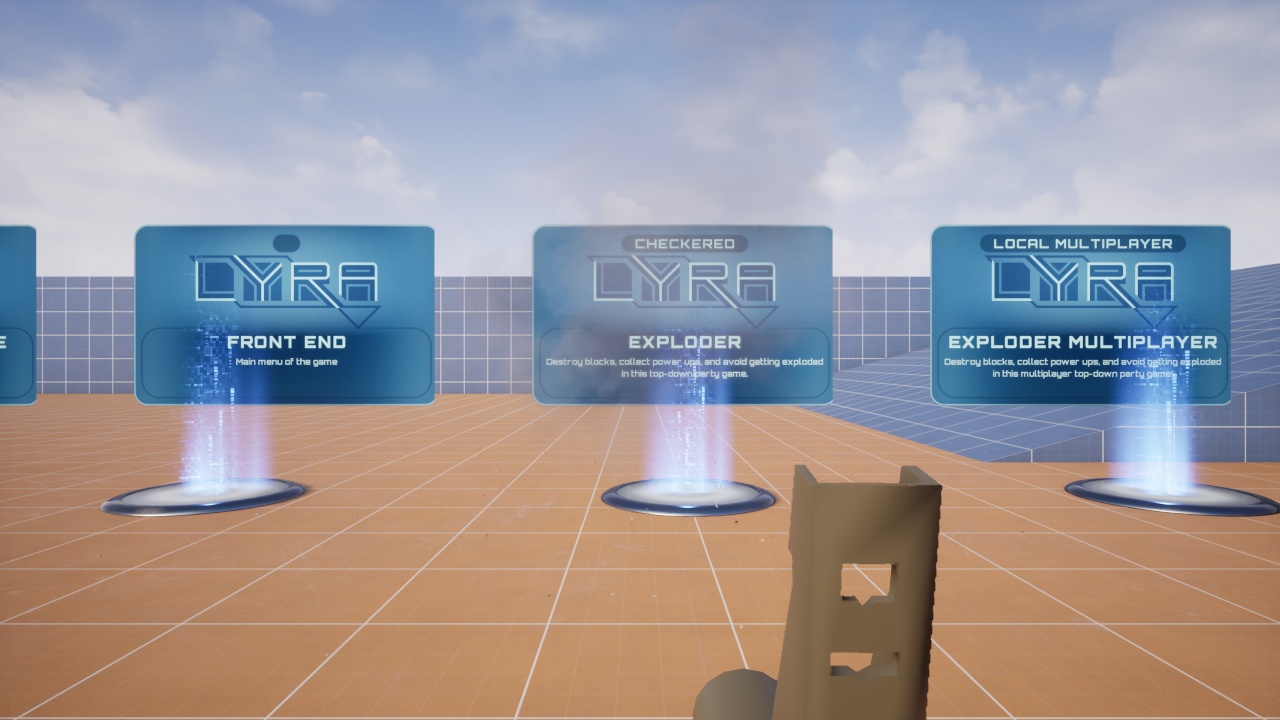 E
LYRA
FRONT END
Main menu of the game
CHECKERED
LYRA
EXPLODER
Destroy blocks, collect power ups, and avoid getting exploded
in this top-down party game.
LOCAL MULTIPLAYER
LYRA
EXPLODER MULTIPLAYER
Destroy blocks, collect power ups, and avoid getting exploded
in this multiplayer top-down party game.